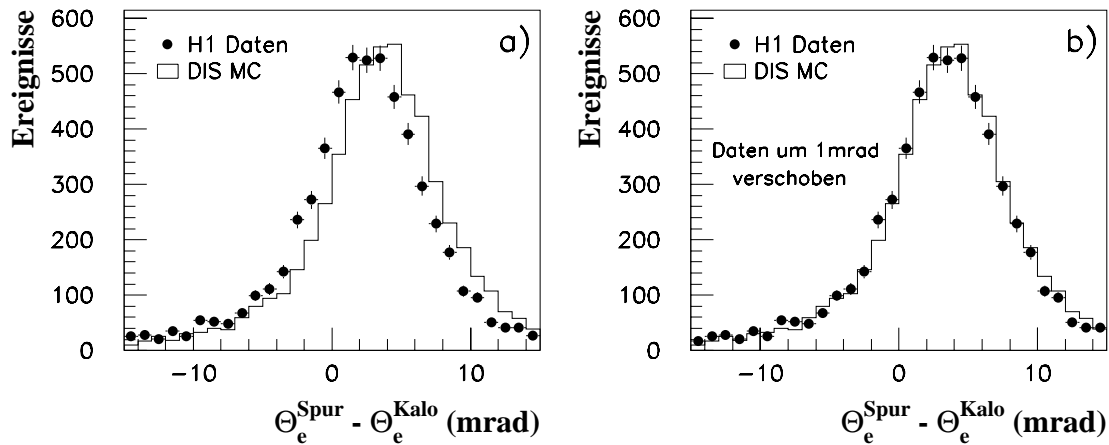 Ereignisse
600
500
400
300
200
100
0
H1 Daten
DIS MC
a)
-10
0
10
Θ_e^Spur - Θ_e^Kalo (mrad)
Ereignisse
600
500
400
300
200
100
0
H1 Daten
DIS MC
b)
Daten um 1mrad
verschoben
-10
0
10
Θ_e^Spur - Θ_e^Kalo (mrad)